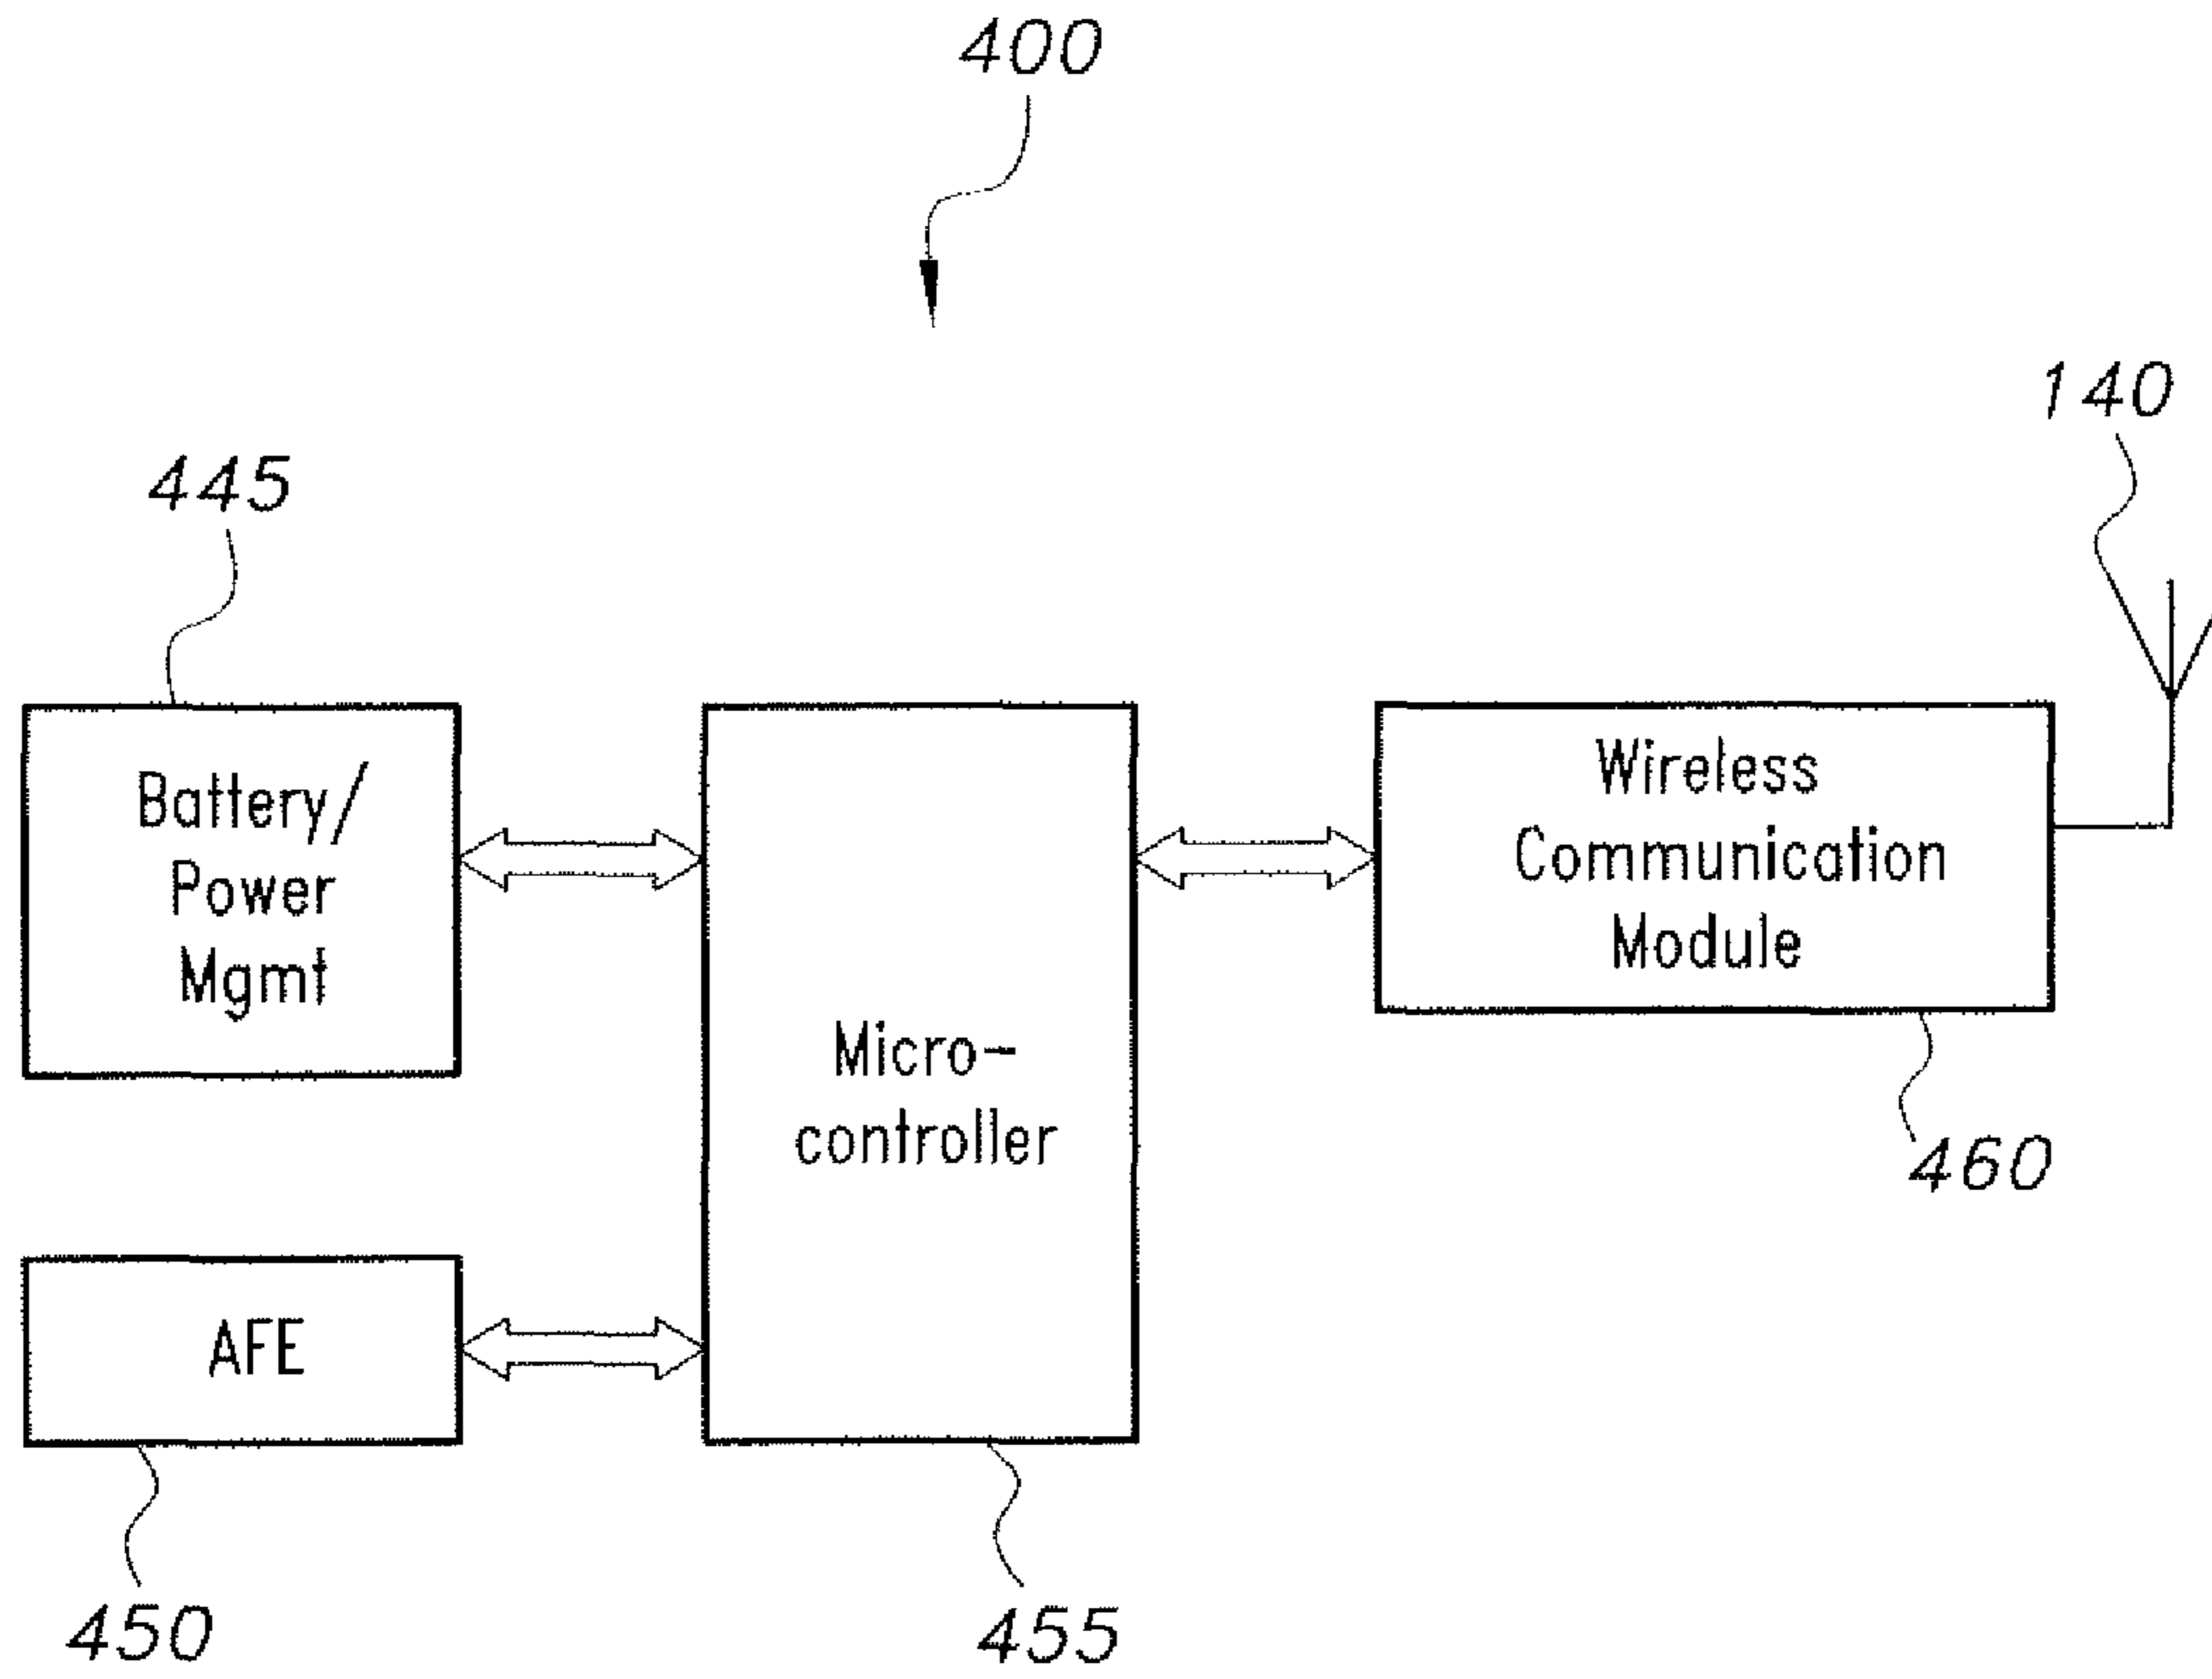 400
140
445
Battery/
Power
Mgmt
Micro-
controller
Wireless
Communication
Module
460
AFE
450
455